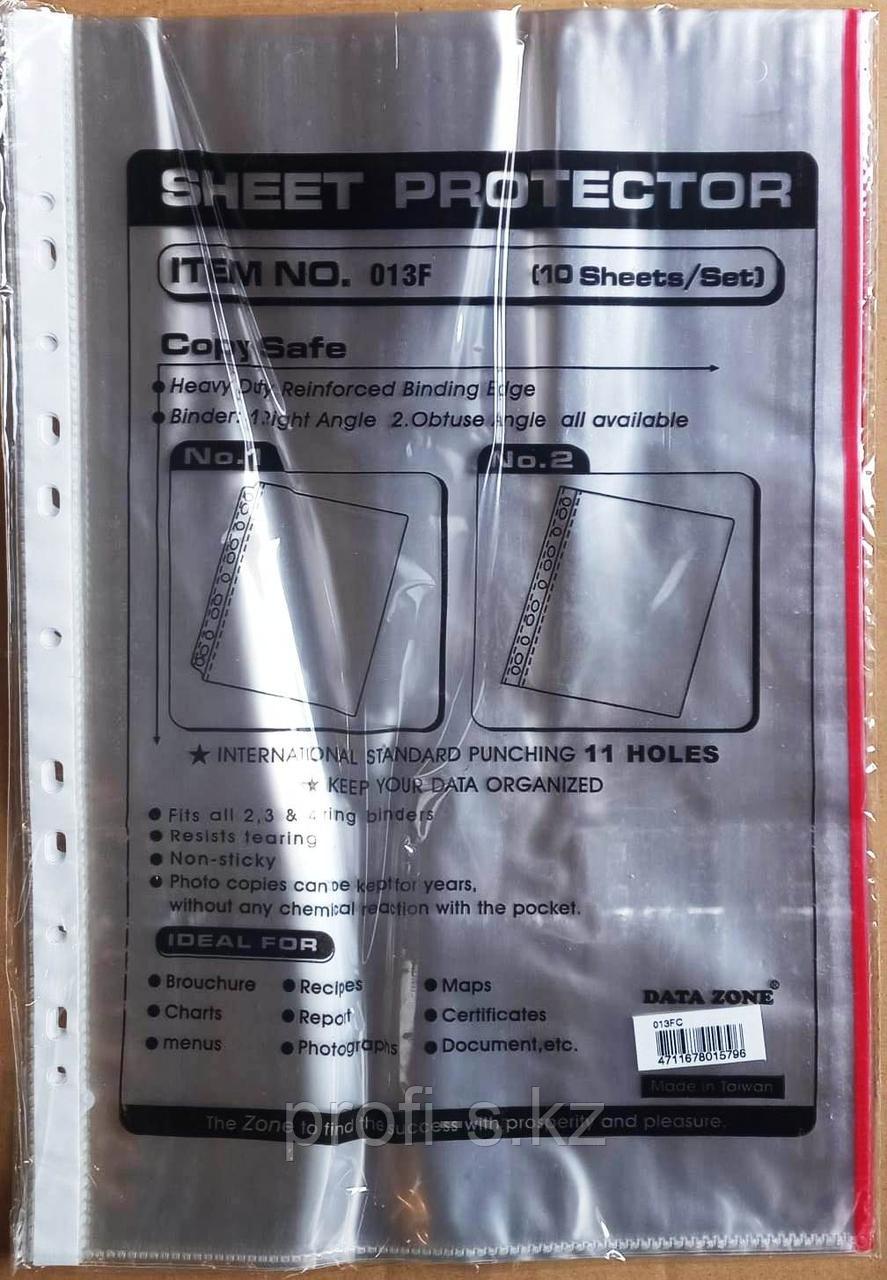 SHEET PROTECTOR
ITEM NO. 013F (10 Sheets/Set)
Copy Safe
● Heavy Duty Reinforced Binding Edge
● Binder: 1.Right Angle 2.Obtuse Angle all available
No.1 No.2
★ INTERNATIONAL STANDARD PUNCHING 11 HOLES
★ KEEP YOUR DATA ORGANIZED
● Fits all 2,3 & 4 ring binders
● Resists tearing
● Non-sticky
● Photo copies can be kept for years,
without any chemical reaction with the pocket.
IDEAL FOR
● Brouchure ● Recipes ● Maps
● Charts ● Report ● Certificates
● menus ● Photographs ● Document,etc.
DATA ZONE®
013FC
4711678015796
Made in Taiwan
The Zone to find the success with prosperity and pleasure.
profi-s.kz